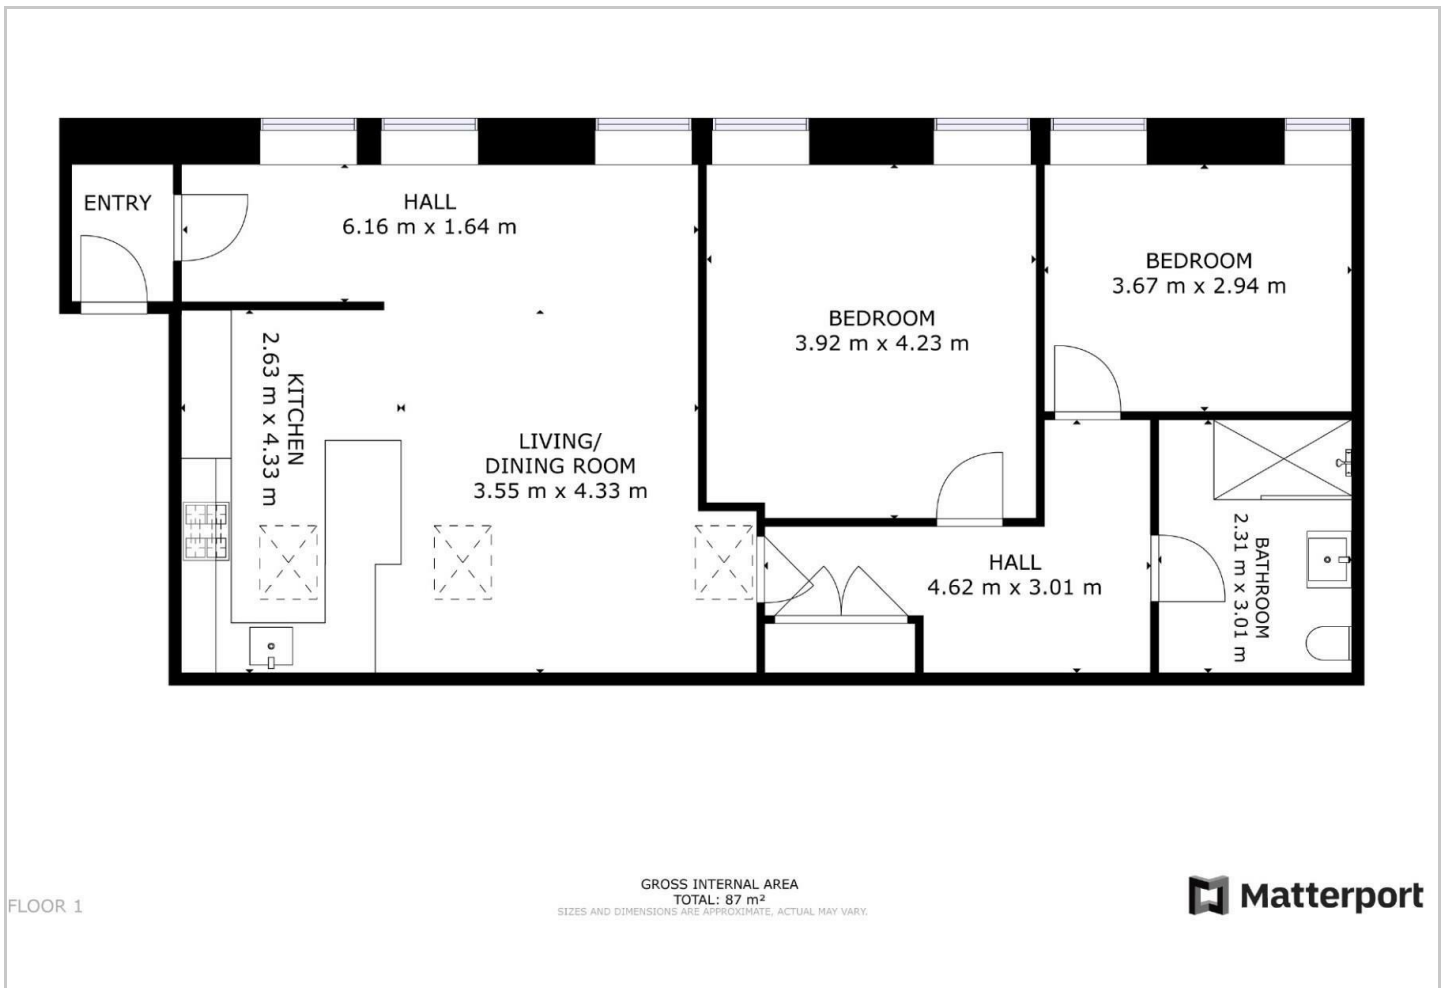 ENTRY
HALL
6.16 m x 1.64 m
BEDROOM
3.92 m x 4.23 m
BEDROOM
3.67 m x 2.94 m
KITCHEN
2.63 m x 4.33 m
LIVING/
DINING ROOM
3.55 m x 4.33 m
HALL
4.62 m x 3.01 m
BATHROOM
2.31 m x 3.01 m
GROSS INTERNAL AREA
TOTAL: 87 m²
SIZES AND DIMENSIONS ARE APPROXIMATE, ACTUAL MAY VARY.
FLOOR 1
Matterport